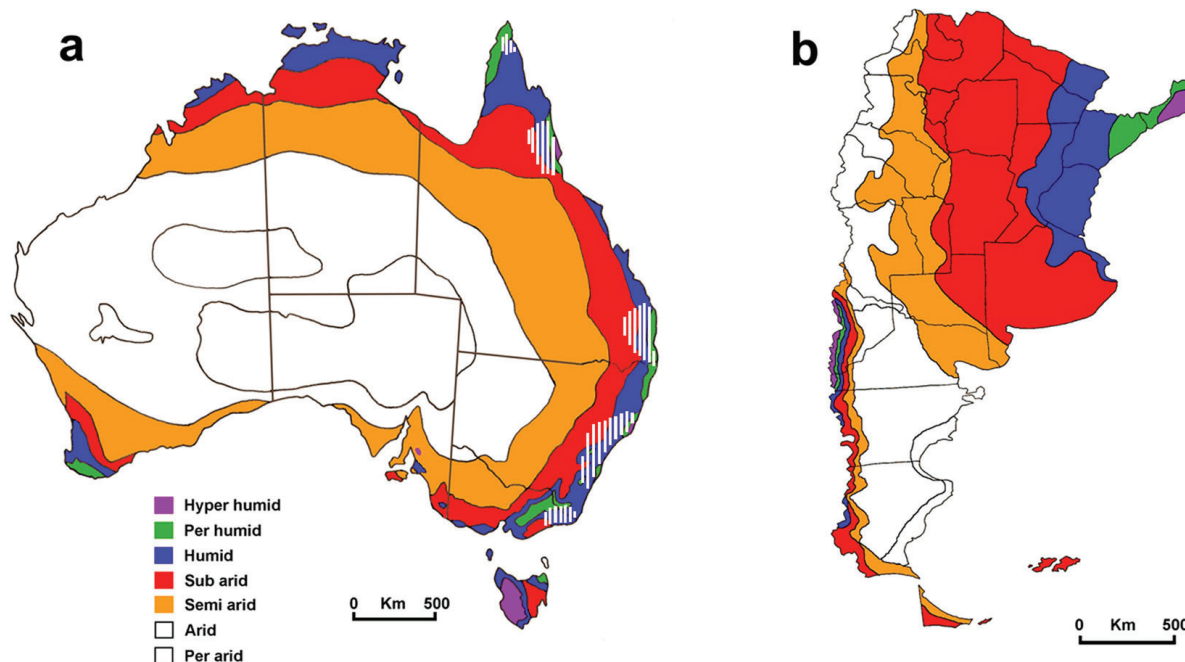 a
b
Hyper humid
Per humid
Humid
Sub arid
Semi arid
Arid
Per arid
0 Km 500
0 Km 500